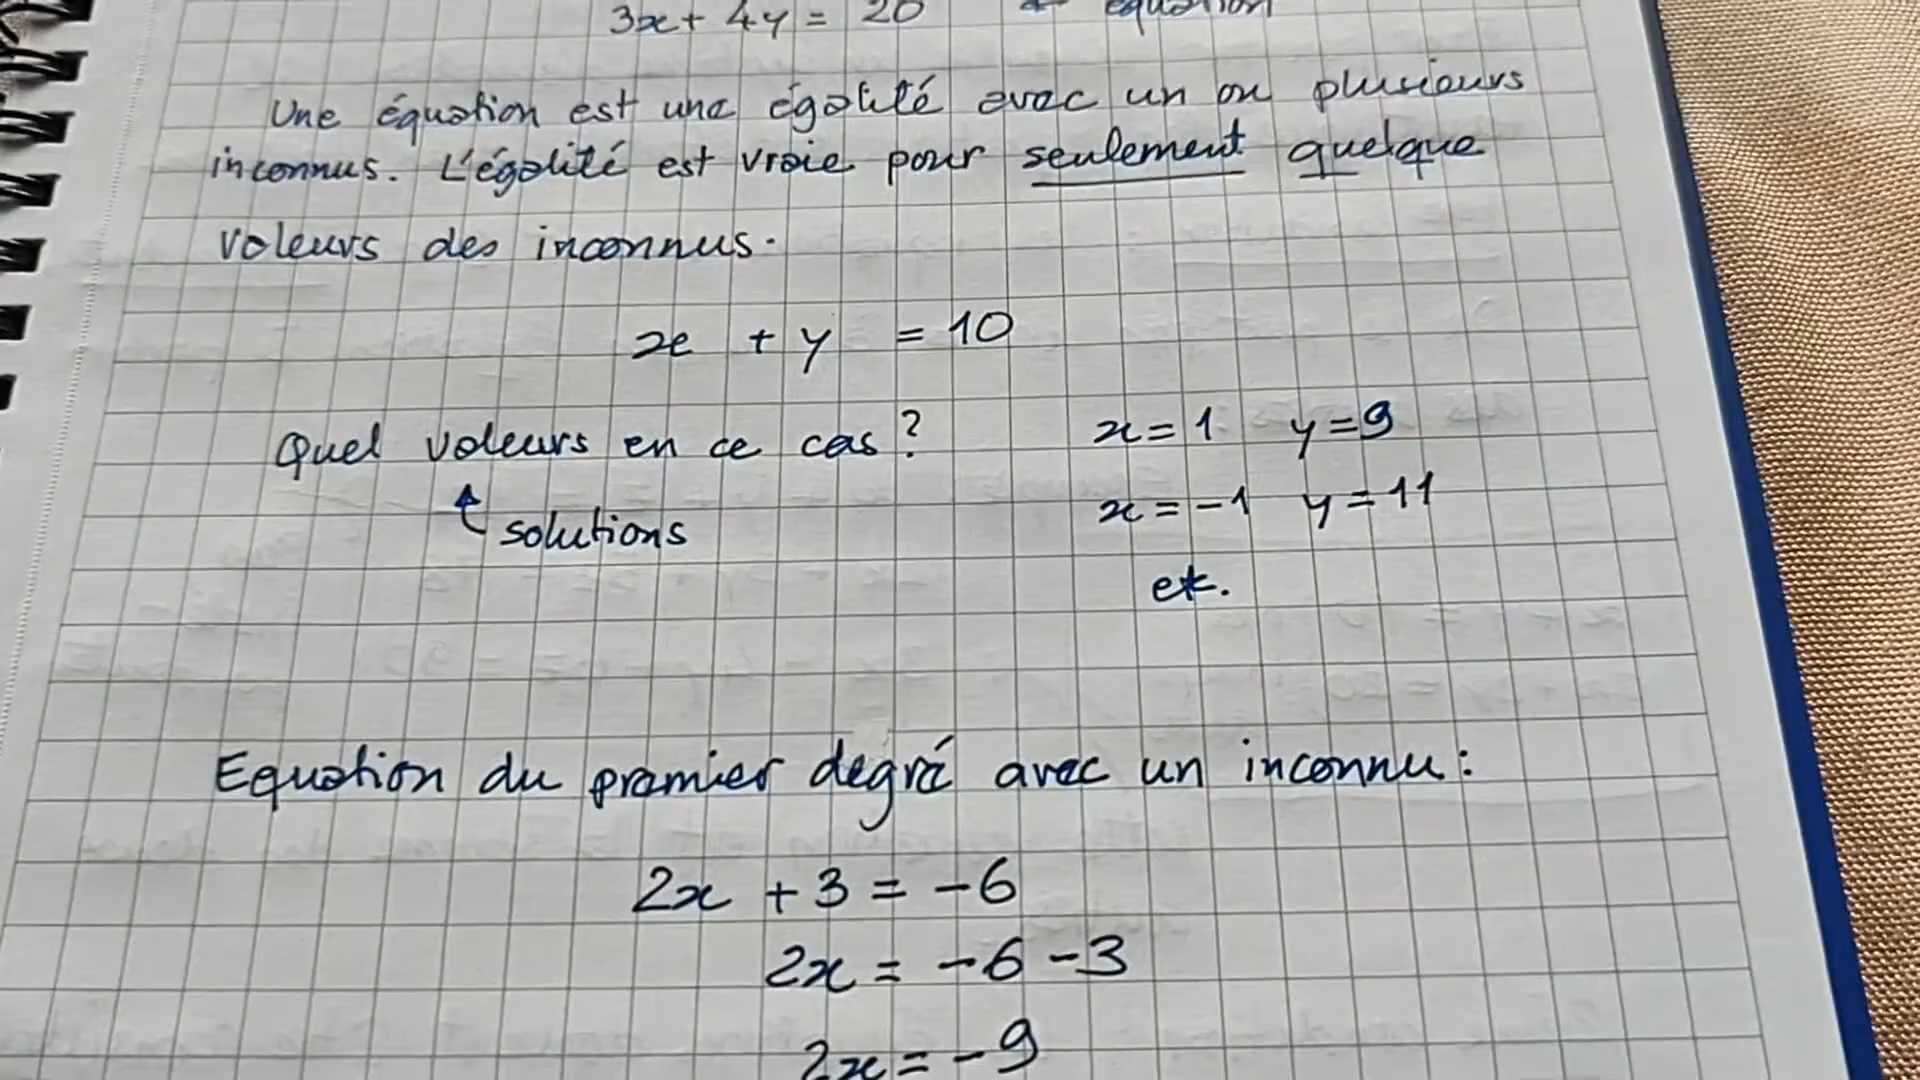 3x + 4y = 20 ← équation
Une équation est une égalité avec un ou plusieurs
inconnus. L'égalité est vraie pour seulement quelque
valeurs des inconnus.
x + y = 10
Quel valeurs en ce cas ? x = 1 y = 9
solutions x = -1 y = 11
etc.
Equation du premier degré avec un inconnu :
2x + 3 = -6
2x = -6 - 3
2x = -9